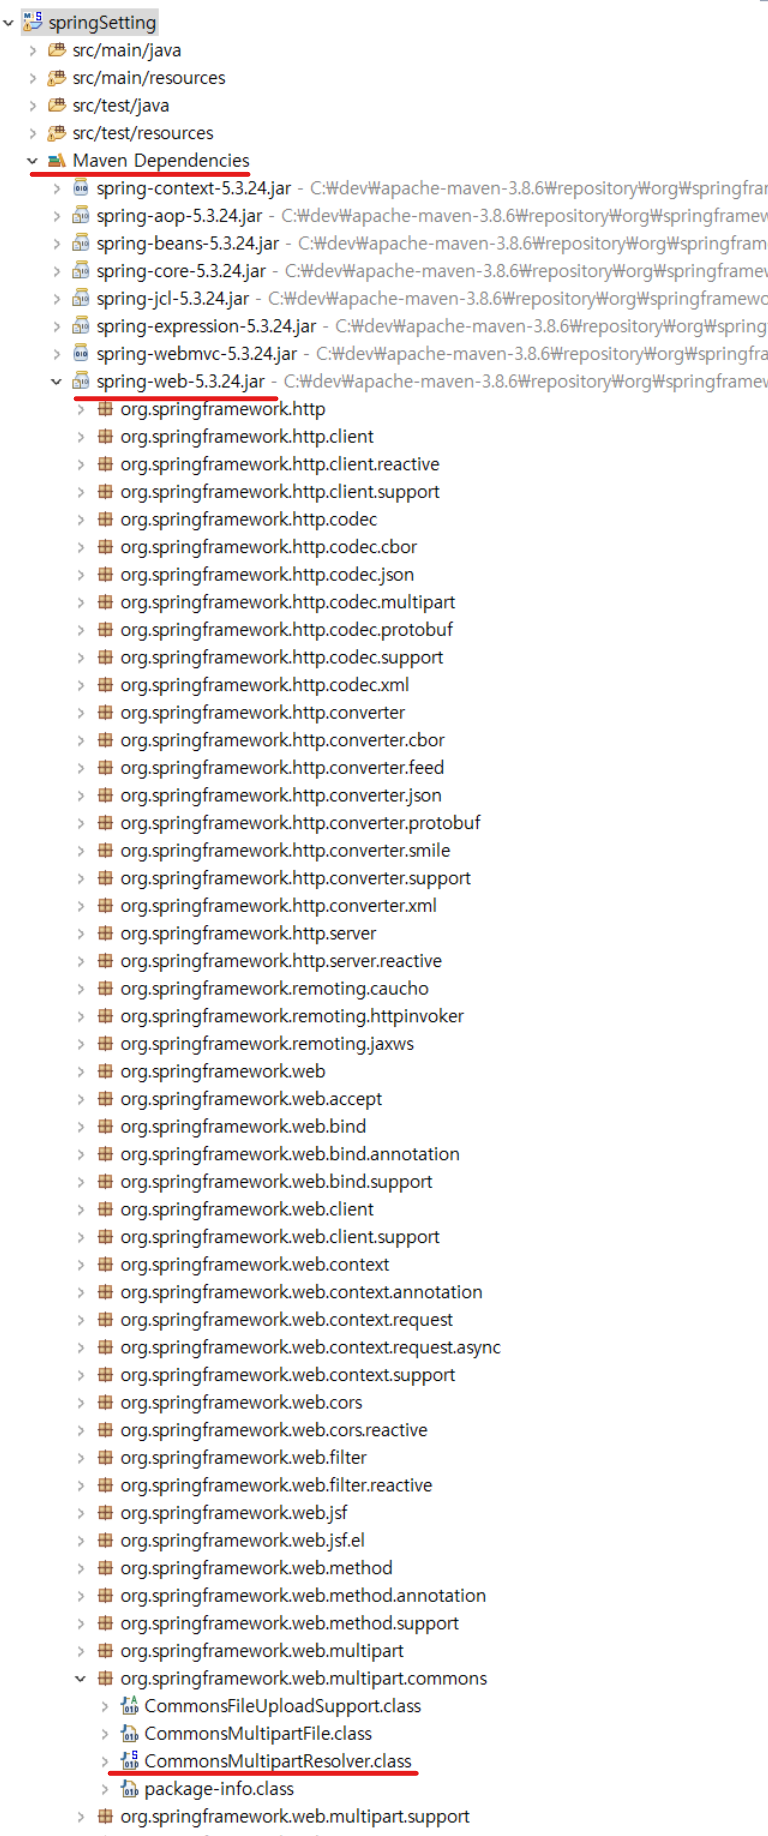 springSetting
src/main/java
src/main/resources
src/test/java
src/test/resources
Maven Dependencies
spring-context-5.3.24.jar - C:₩dev₩apache-maven-3.8.6₩repository₩org₩springfrar
spring-aop-5.3.24.jar - C:₩dev₩apache-maven-3.8.6₩repository₩org₩springframew
spring-beans-5.3.24.jar - C:₩dev₩apache-maven-3.8.6₩repository₩org₩springfram
spring-core-5.3.24.jar - C:₩dev₩apache-maven-3.8.6₩repository₩org₩springframew
spring-jcl-5.3.24.jar - C:₩dev₩apache-maven-3.8.6₩repository₩org₩springframewo
spring-expression-5.3.24.jar - C:₩dev₩apache-maven-3.8.6₩repository₩org₩spring
spring-webmvc-5.3.24.jar - C:₩dev₩apache-maven-3.8.6₩repository₩org₩springfra
spring-web-5.3.24.jar - C:₩dev₩apache-maven-3.8.6₩repository₩org₩springframew
org.springframework.http
org.springframework.http.client
org.springframework.http.client.reactive
org.springframework.http.client.support
org.springframework.http.codec
org.springframework.http.codec.cbor
org.springframework.http.codec.json
org.springframework.http.codec.multipart
org.springframework.http.codec.protobuf
org.springframework.http.codec.support
org.springframework.http.codec.xml
org.springframework.http.converter
org.springframework.http.converter.cbor
org.springframework.http.converter.feed
org.springframework.http.converter.json
org.springframework.http.converter.protobuf
org.springframework.http.converter.smile
org.springframework.http.converter.support
org.springframework.http.converter.xml
org.springframework.http.server
org.springframework.http.server.reactive
org.springframework.remoting.caucho
org.springframework.remoting.httpinvoker
org.springframework.remoting.jaxws
org.springframework.web
org.springframework.web.accept
org.springframework.web.bind
org.springframework.web.bind.annotation
org.springframework.web.bind.support
org.springframework.web.client
org.springframework.web.client.support
org.springframework.web.context
org.springframework.web.context.annotation
org.springframework.web.context.request
org.springframework.web.context.request.async
org.springframework.web.context.support
org.springframework.web.cors
org.springframework.web.cors.reactive
org.springframework.web.filter
org.springframework.web.filter.reactive
org.springframework.web.jsf
org.springframework.web.jsf.el
org.springframework.web.method
org.springframework.web.method.annotation
org.springframework.web.method.support
org.springframework.web.multipart
org.springframework.web.multipart.commons
CommonsFileUploadSupport.class
CommonsMultipartFile.class
CommonsMultipartResolver.class
package-info.class
org.springframework.web.multipart.support